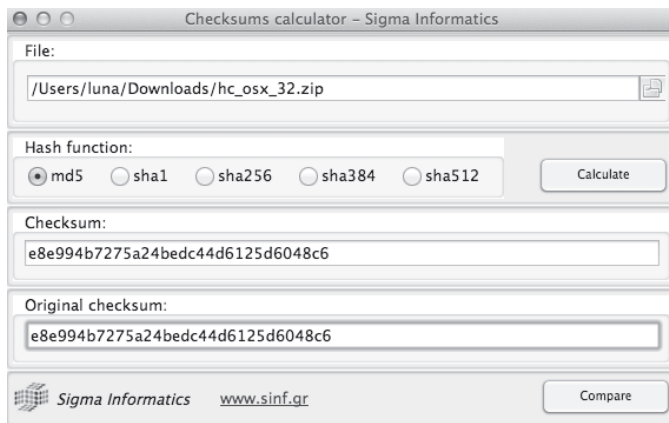 Checksums calculator – Sigma Informatics
File:
/Users/luna/Downloads/hc_osx_32.zip
Hash function:
md5 sha1 sha256 sha384 sha512 Calculate
Checksum:
e8e994b7275a24bedc44d6125d6048c6
Original checksum:
e8e994b7275a24bedc44d6125d6048c6
Sigma Informatics www.sinf.gr Compare